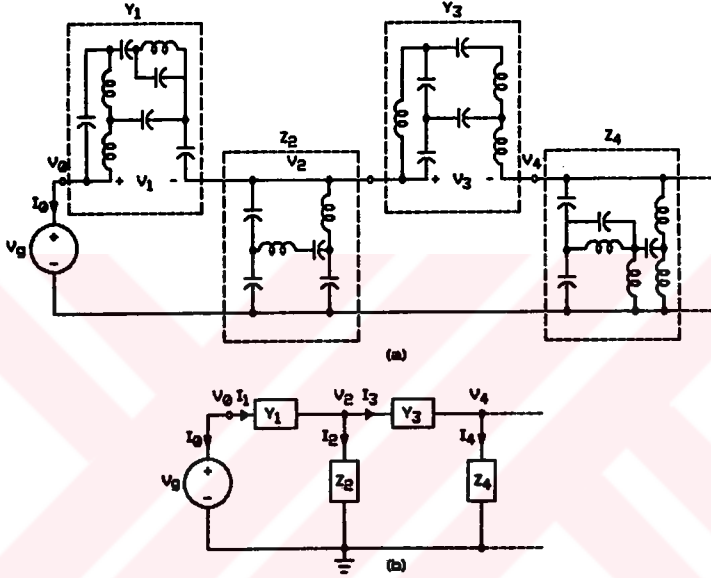 Y1
Y3
V0
+ V1 -
Z2
V2
+ V3 -
V4
Z4
I0
Vg
+
-
(a)
V0 I1
Y1
V2 I3
Y3
V4
I0
I2
I4
Vg
+
-
Z2
Z4
(b)